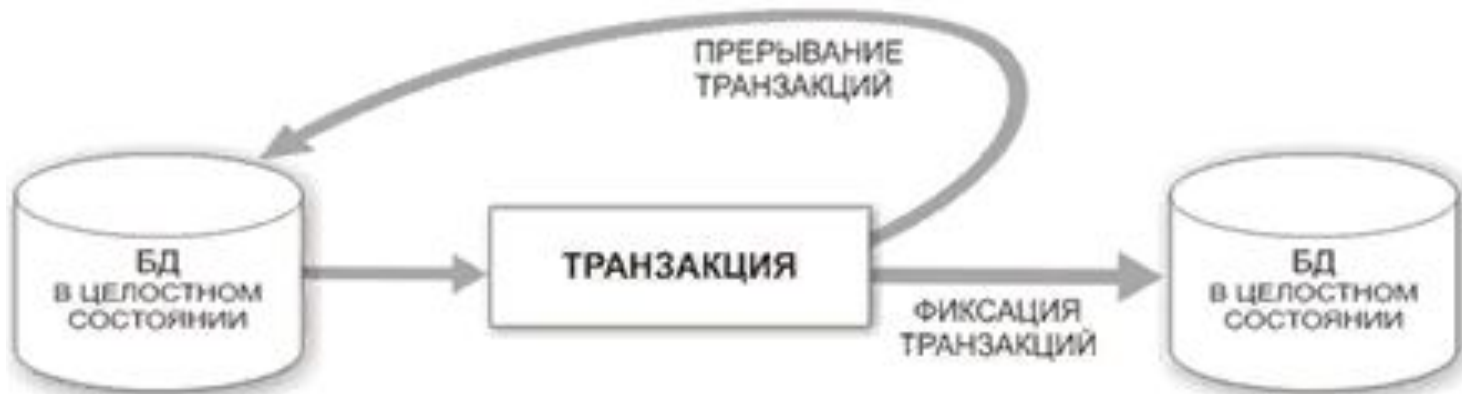 ПРЕРЫВАНИЕ
ТРАНЗАКЦИЙ
БД
В ЦЕЛОСТНОМ
СОСТОЯНИИ
ТРАНЗАКЦИЯ
ФИКСАЦИЯ
ТРАНЗАКЦИЙ
БД
В ЦЕЛОСТНОМ
СОСТОЯНИИ